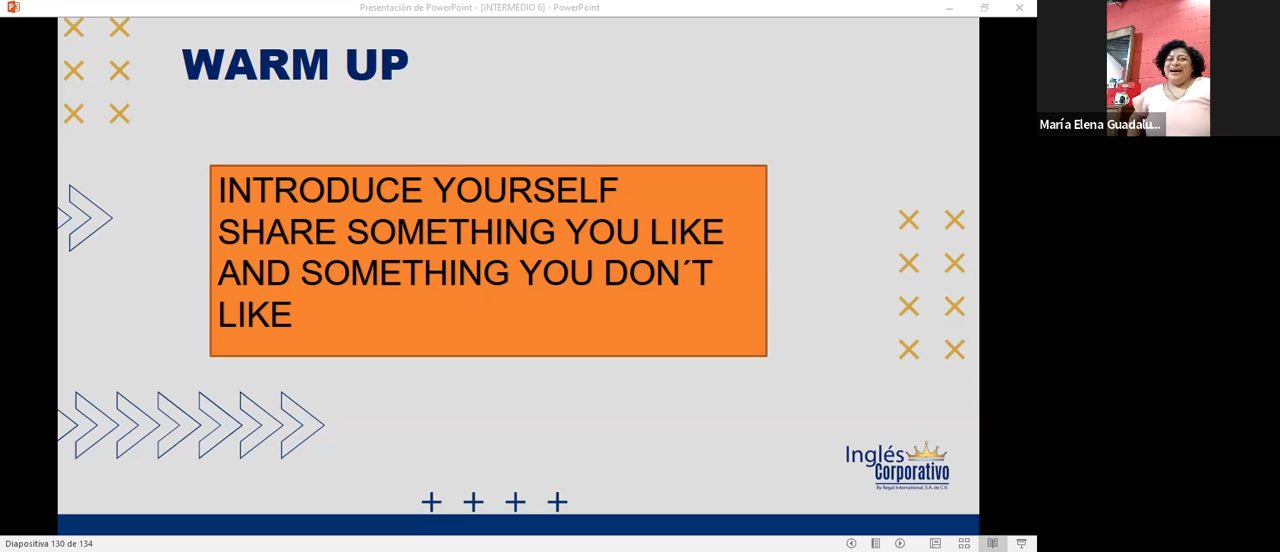 Presentación de PowerPoint - [INTERMEDIO 6] - PowerPoint
WARM UP
INTRODUCE YOURSELF
SHARE SOMETHING YOU LIKE
AND SOMETHING YOU DON´T
LIKE
María Elena Guadalu...
Inglés
Corporativo
By Regal International, S.A. de C.V.
Diapositiva 130 de 134